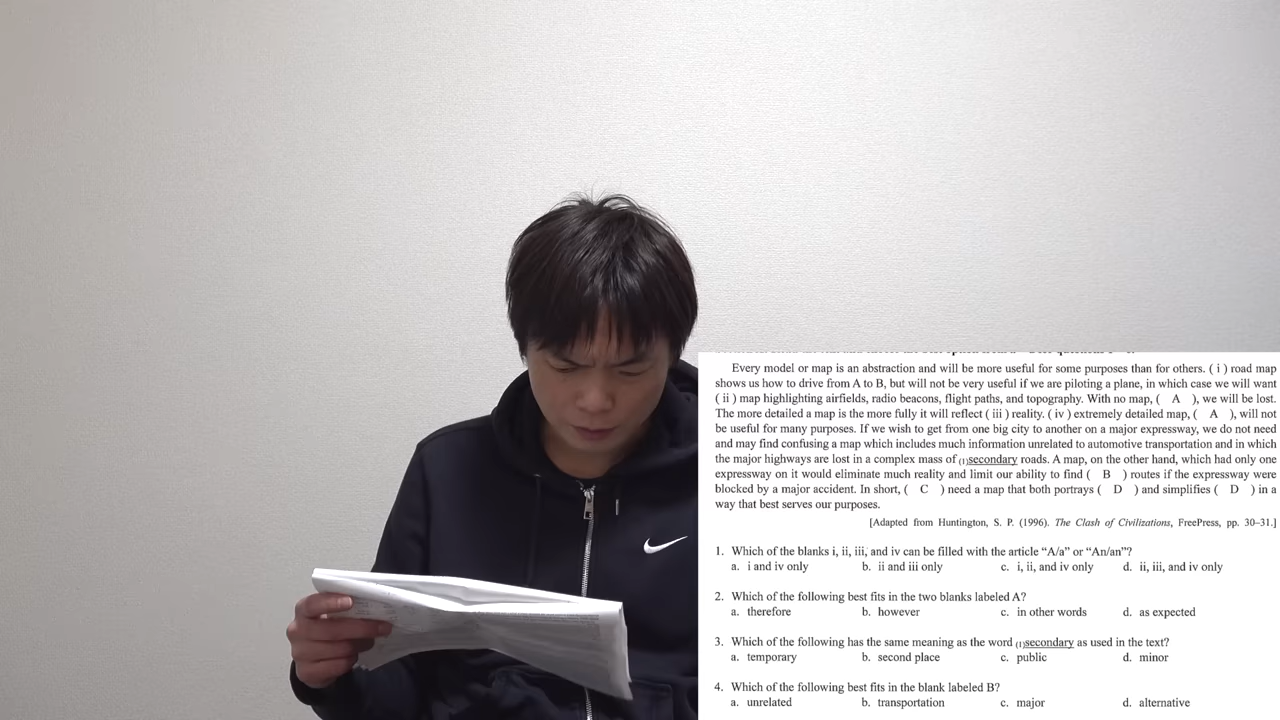 Every model or map is an abstraction and will be more useful for some purposes than for others. ( i ) road map
shows us how to drive from A to B, but will not be very useful if we are piloting a plane, in which case we will want
( ii ) map highlighting airfields, radio beacons, flight paths, and topography. With no map, ( A ), we will be lost.
The more detailed a map is the more fully it will reflect ( iii ) reality. ( iv ) extremely detailed map, ( A ), will not
be useful for many purposes. If we wish to get from one big city to another on a major expressway, we do not need
and may find confusing a map which includes much information unrelated to automotive transportation and in which
the major highways are lost in a complex mass of (1)secondary roads. A map, on the other hand, which had only one
expressway on it would eliminate much reality and limit our ability to find ( B ) routes if the expressway were
blocked by a major accident. In short, ( C ) need a map that both portrays ( D ) and simplifies ( D ) in a
way that best serves our purposes.
[Adapted from Huntington, S. P. (1996). The Clash of Civilizations, FreePress, pp. 30–31.]
1. Which of the blanks i, ii, iii, and iv can be filled with the article “A/a” or “An/an”?
a. i and iv only b. ii and iii only c. i, ii, and iv only d. ii, iii, and iv only
2. Which of the following best fits in the two blanks labeled A?
a. therefore b. however c. in other words d. as expected
3. Which of the following has the same meaning as the word (1)secondary as used in the text?
a. temporary b. second place c. public d. minor
4. Which of the following best fits in the blank labeled B?
a. unrelated b. transportation c. major d. alternative